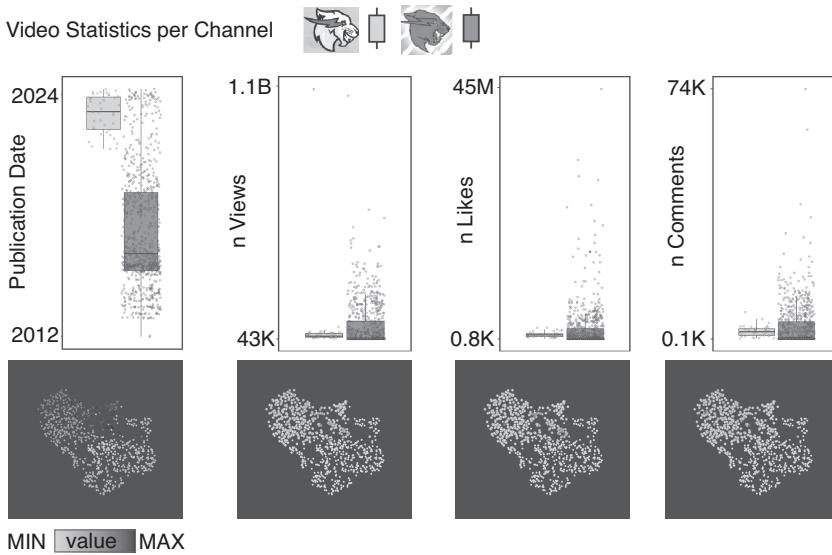 Video Statistics per Channel
2024
Publication Date
2012
1.1B
n Views
43K
45M
n Likes
0.8K
74K
n Comments
0.1K
MIN value MAX